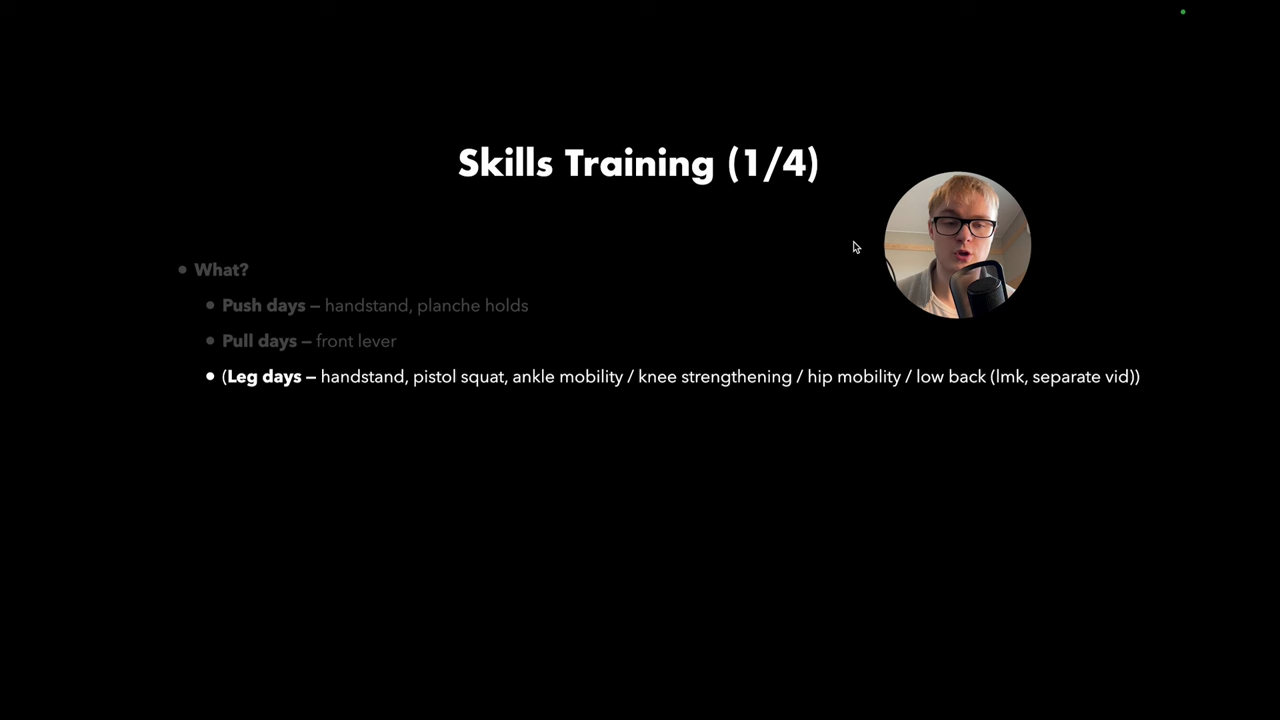 Skills Training (1/4)
• What?
• Push days – handstand, planche holds
• Pull days – front lever
• (Leg days – handstand, pistol squat, ankle mobility / knee strengthening / hip mobility / low back (lmk, separate vid))